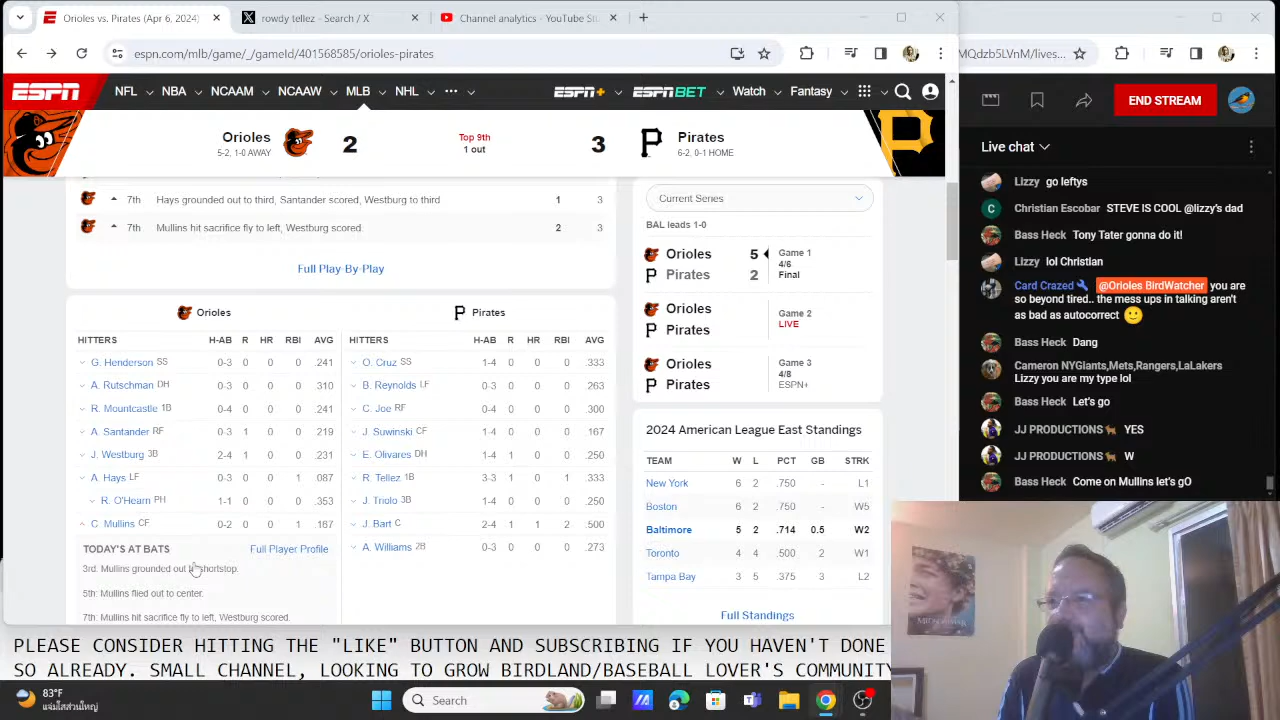 Orioles vs. Pirates (Apr 6, 2024)
rowdy tellez - Search / X
Channel analytics - YouTube Stu
espn.com/mlb/game/_/gameId/401568585/orioles-pirates
MQdzb5LVnM/lives...
ESPN NFL NBA NCAAM NCAAW MLB NHL ••• ESPN+ ESPN BET Watch Fantasy
Orioles
5-2, 1-0 AWAY
2
Top 9th
1 out
3
Pirates
6-2, 0-1 HOME
7th Hays grounded out to third, Santander scored, Westburg to third 1 3
7th Mullins hit sacrifice fly to left, Westburg scored. 2 3
Full Play-By-Play
Orioles
HITTERS H-AB R HR RBI AVG
G. Henderson SS 0-3 0 0 0 .241
A. Rutschman DH 0-3 0 0 0 .310
R. Mountcastle 1B 0-4 0 0 0 .241
A. Santander RF 0-3 1 0 0 .219
J. Westburg 3B 2-4 1 0 0 .231
A. Hays LF 0-3 0 0 1 .087
R. O'Hearn PH 1-1 0 0 0 .353
C. Mullins CF 0-2 0 0 1 .167
TODAY'S AT BATS Full Player Profile
3rd: Mullins grounded out to shortstop.
5th: Mullins flied out to center.
7th: Mullins hit sacrifice fly to left, Westburg scored.
Pirates
HITTERS H-AB R HR RBI AVG
O. Cruz SS 1-4 0 0 0 .333
B. Reynolds LF 0-3 0 0 0 .263
C. Joe RF 0-4 0 0 0 .300
J. Suwinski CF 1-4 0 0 0 .167
E. Olivares DH 1-4 1 0 0 .250
R. Tellez 1B 3-3 1 0 1 .333
J. Triolo 3B 1-4 0 0 0 .250
J. Bart C 2-4 1 1 2 .500
A. Williams 2B 0-3 0 0 0 .273
Current Series
BAL leads 1-0
Orioles 5
Pirates 2
Game 1
4/6
Final
Orioles
Pirates
Game 2
LIVE
Orioles
Pirates
Game 3
4/8
ESPN+
2024 American League East Standings
TEAM W L PCT GB STRK
New York 6 2 .750 - L1
Boston 6 2 .750 - W5
Baltimore 5 2 .714 0.5 W2
Toronto 4 4 .500 2 W1
Tampa Bay 3 5 .375 3 L2
Full Standings
END STREAM
Live chat
Lizzy go leftys
Christian Escobar STEVE IS COOL @lizzy's dad
Bass Heck Tony Tater gonna do it!
Lizzy lol Christian
Card Crazed @Orioles BirdWatcher you are
so beyond tired.. the mess ups in talking aren't
as bad as autocorrect
Bass Heck Dang
Cameron NYGiants,Mets,Rangers,LaLakers
Lizzy you are my type lol
Bass Heck Let's go
JJ PRODUCTIONS YES
JJ PRODUCTIONS W
Bass Heck Come on Mullins let's gO
PLEASE CONSIDER HITTING THE "LIKE" BUTTON AND SUBSCRIBING IF YOU HAVEN'T DONE
SO ALREADY. SMALL CHANNEL, LOOKING TO GROW BIRDLAND/BASEBALL LOVER'S COMMUNITY
83°F
แจ่มใสส่วนใหญ่
Search